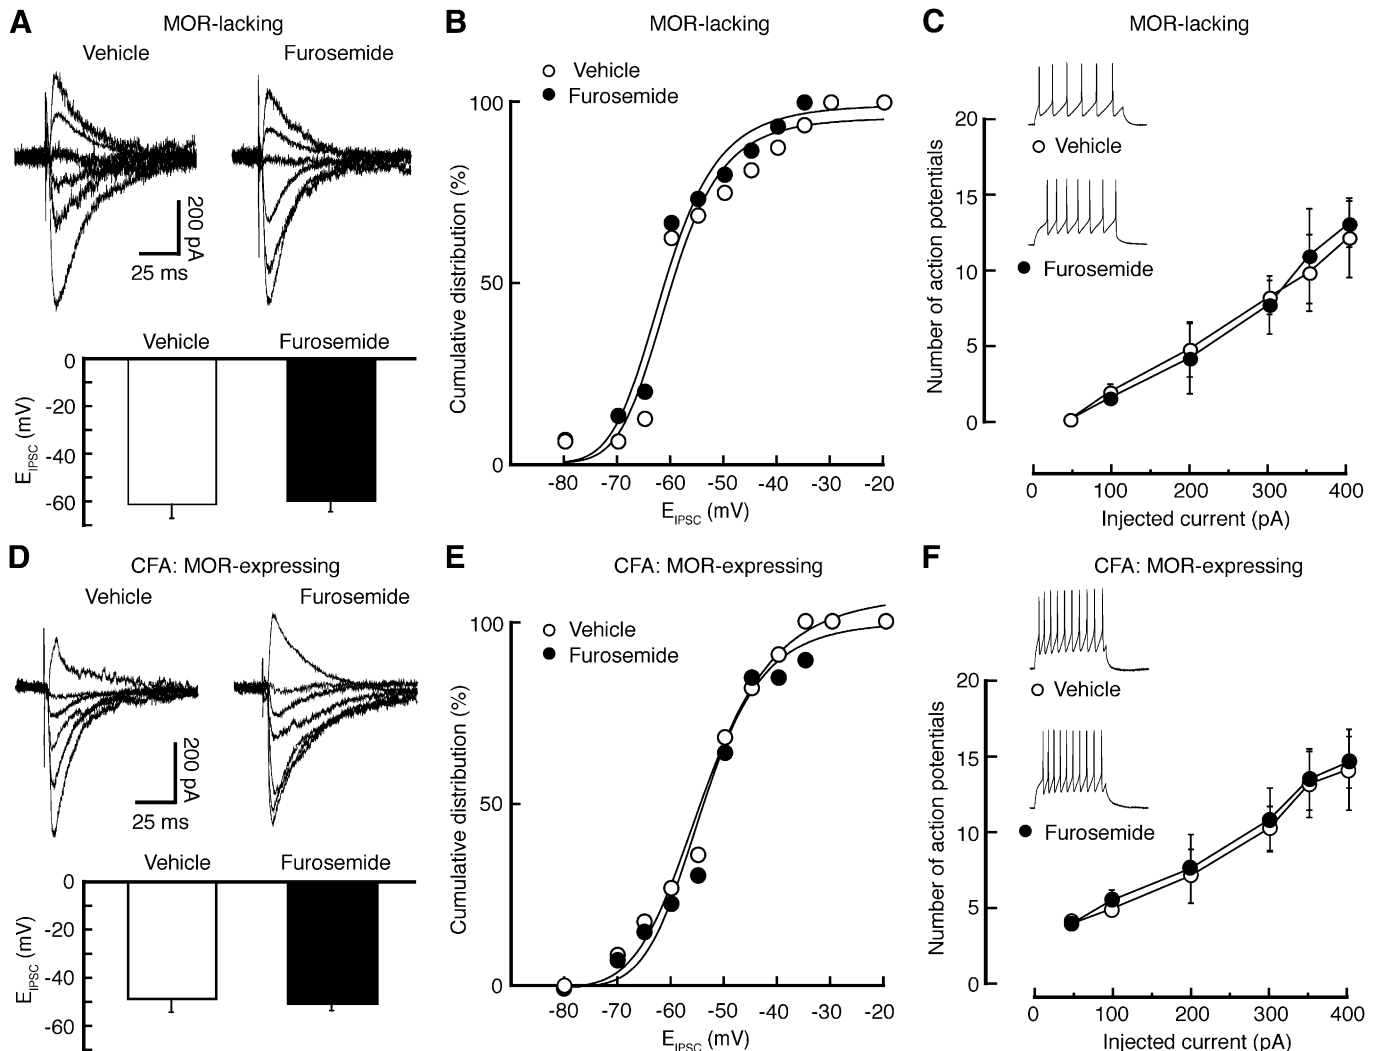 A
MOR-lacking
Vehicle
Furosemide
200 pA
25 ms
Vehicle
Furosemide
0
-20
-40
-60
E_IPSC (mV)
B
MOR-lacking
Vehicle
Furosemide
100
50
0
Cumulative distribution (%)
-80 -70 -60 -50 -40 -30 -20
E_IPSC (mV)
C
MOR-lacking
Vehicle
Furosemide
20
15
10
5
0
Number of action potentials
0 100 200 300 400
Injected current (pA)
D
CFA: MOR-expressing
Vehicle
Furosemide
200 pA
25 ms
Vehicle
Furosemide
0
-20
-40
-60
E_IPSC (mV)
E
CFA: MOR-expressing
Vehicle
Furosemide
100
50
0
Cumulative distribution (%)
-80 -70 -60 -50 -40 -30 -20
E_IPSC (mV)
F
CFA: MOR-expressing
Vehicle
Furosemide
20
15
10
5
0
Number of action potentials
0 100 200 300 400
Injected current (pA)